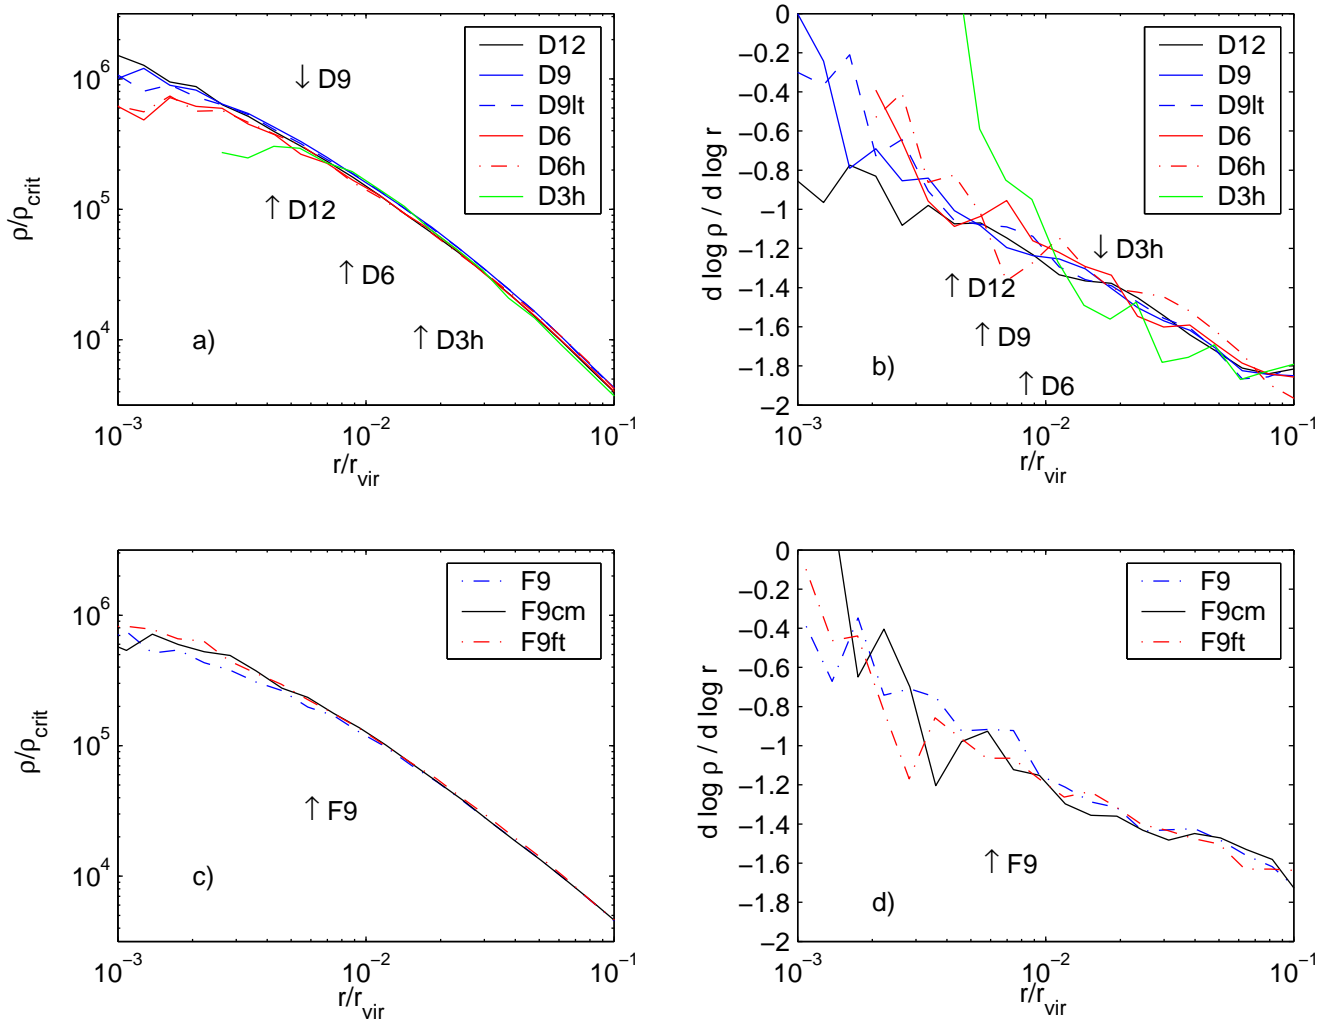 10^6
10^5
10^4
ρ/ρ_crit
D12
D9
D9lt
D6
D6h
D3h
↓ D9
↑ D12
↑ D6
↑ D3h
a)
10^-3
10^-2
10^-1
r/r_vir
0
−0.2
−0.4
−0.6
−0.8
−1
−1.2
−1.4
−1.6
−1.8
−2
d log ρ / d log r
D12
D9
D9lt
D6
D6h
D3h
↓ D3h
↑ D12
↑ D9
↑ D6
b)
10^-3
10^-2
10^-1
r/r_vir
10^6
10^5
10^4
ρ/ρ_crit
F9
F9cm
F9ft
↑ F9
c)
10^-3
10^-2
10^-1
r/r_vir
0
−0.2
−0.4
−0.6
−0.8
−1
−1.2
−1.4
−1.6
−1.8
−2
d log ρ / d log r
F9
F9cm
F9ft
↑ F9
d)
10^-3
10^-2
10^-1
r/r_vir